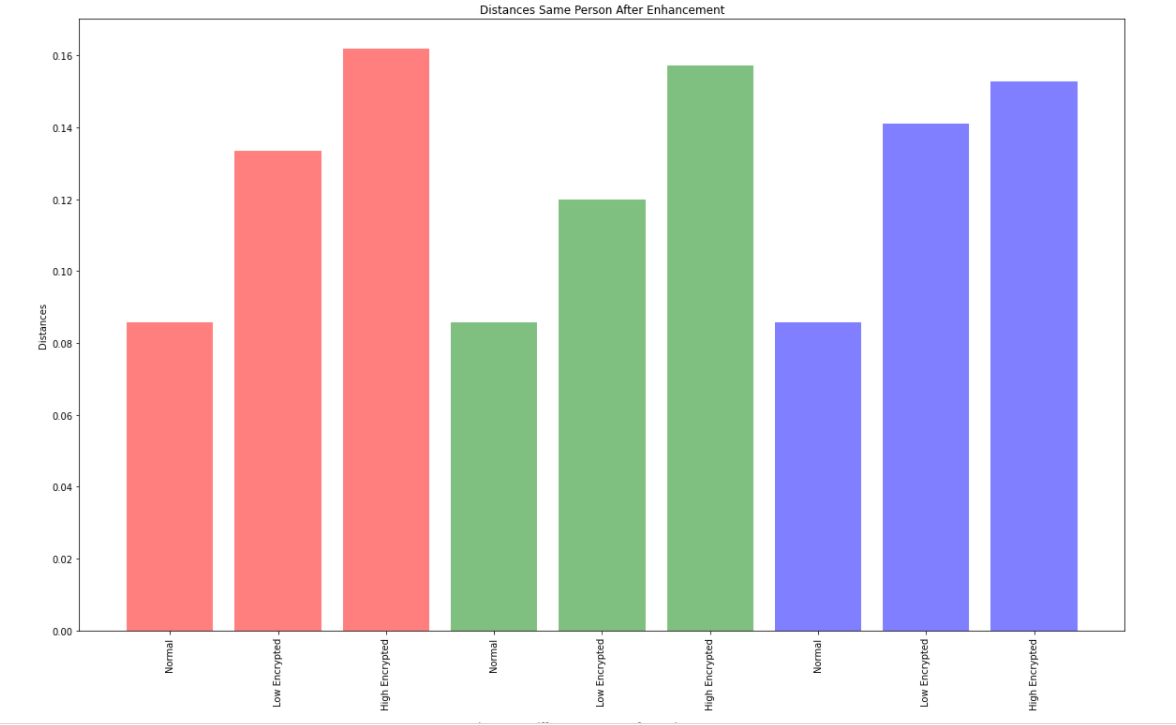 Distances Same Person After Enhancement
0.16
0.14
0.12
0.10
0.08
0.06
0.04
0.02
0.00
Distances
Normal
Low Encrypted
High Encrypted
Normal
Low Encrypted
High Encrypted
Normal
Low Encrypted
High Encrypted